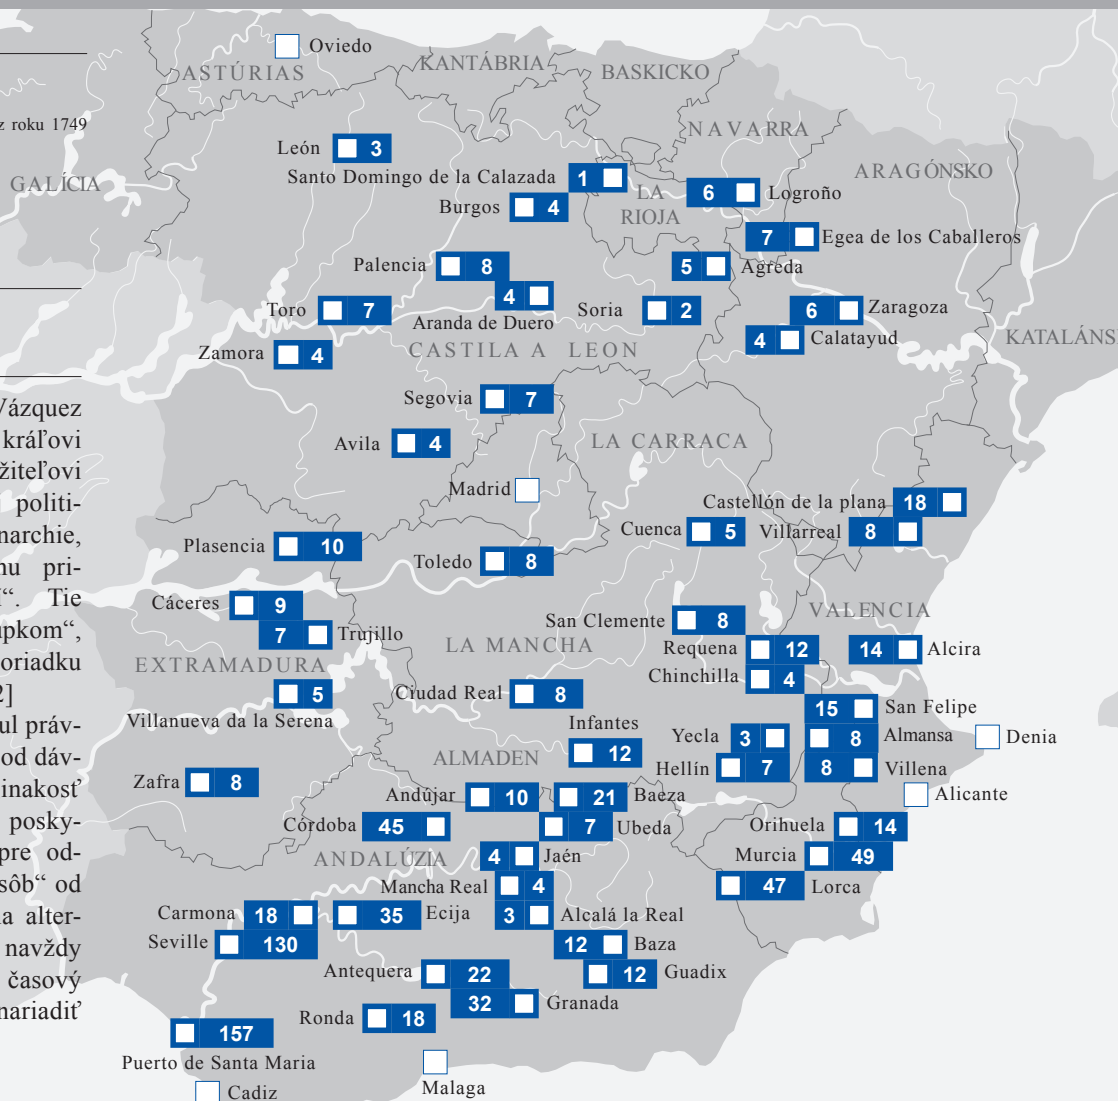 z roku 1749
Vázquez
kráľovi
žiteľovi
politi-
narchie,
nu pri-
Tie
upkom“,
oriadku
2]
ul práv-
od dáv-
inakosť
posky-
pre od-
sôb“ od
na alter-
navždy
časový
nariadiť
Oviedo
ASTÚRIAS
KANTÁBRIA
BASKICKO
NAVARRA
GALÍCIA
ARAGÓNSKO
León 3
Santo Domingo de la Calazada 1
LA
RIOJA
6 Logroño
Burgos 4
7 Egea de los Caballeros
Palencia 8
5 Agreda
4
Aranda de Duero
Toro 7
Soria 2
6 Zaragoza
4 Calatayud
KATALÁNS
Zamora 4
CASTILA A LEON
Segovia 7
Avila 4
LA CARRACA
Madrid
Castellón de la plana 18
Cuenca 5
Villarreal 8
Plasencia 10
Toledo 8
Cáceres 9
7 Trujillo
VALENCIA
San Clemente 8
LA MANCHA
Requena 12
14 Alcira
EXTRAMADURA
Chinchilla 4
5
Villanueva da la Serena
Ciudad Real 8
15 San Felipe
Infantes
12
Yecla 3
8 Almansa
Denia
ALMADEN
Hellín 7
8 Villena
Zafra 8
Andújar 10
21 Baeza
Alicante
Córdoba 45
7 Ubeda
Orihuela 14
ANDALÚZIA
4 Jaén
Murcia 49
Mancha Real 4
47 Lorca
Carmona 18
35 Ecija
3 Alcalá la Real
Seville 130
12 Baza
Antequera 22
12 Guadix
32 Granada
Ronda 18
157
Puerto de Santa Maria
Malaga
Cadiz